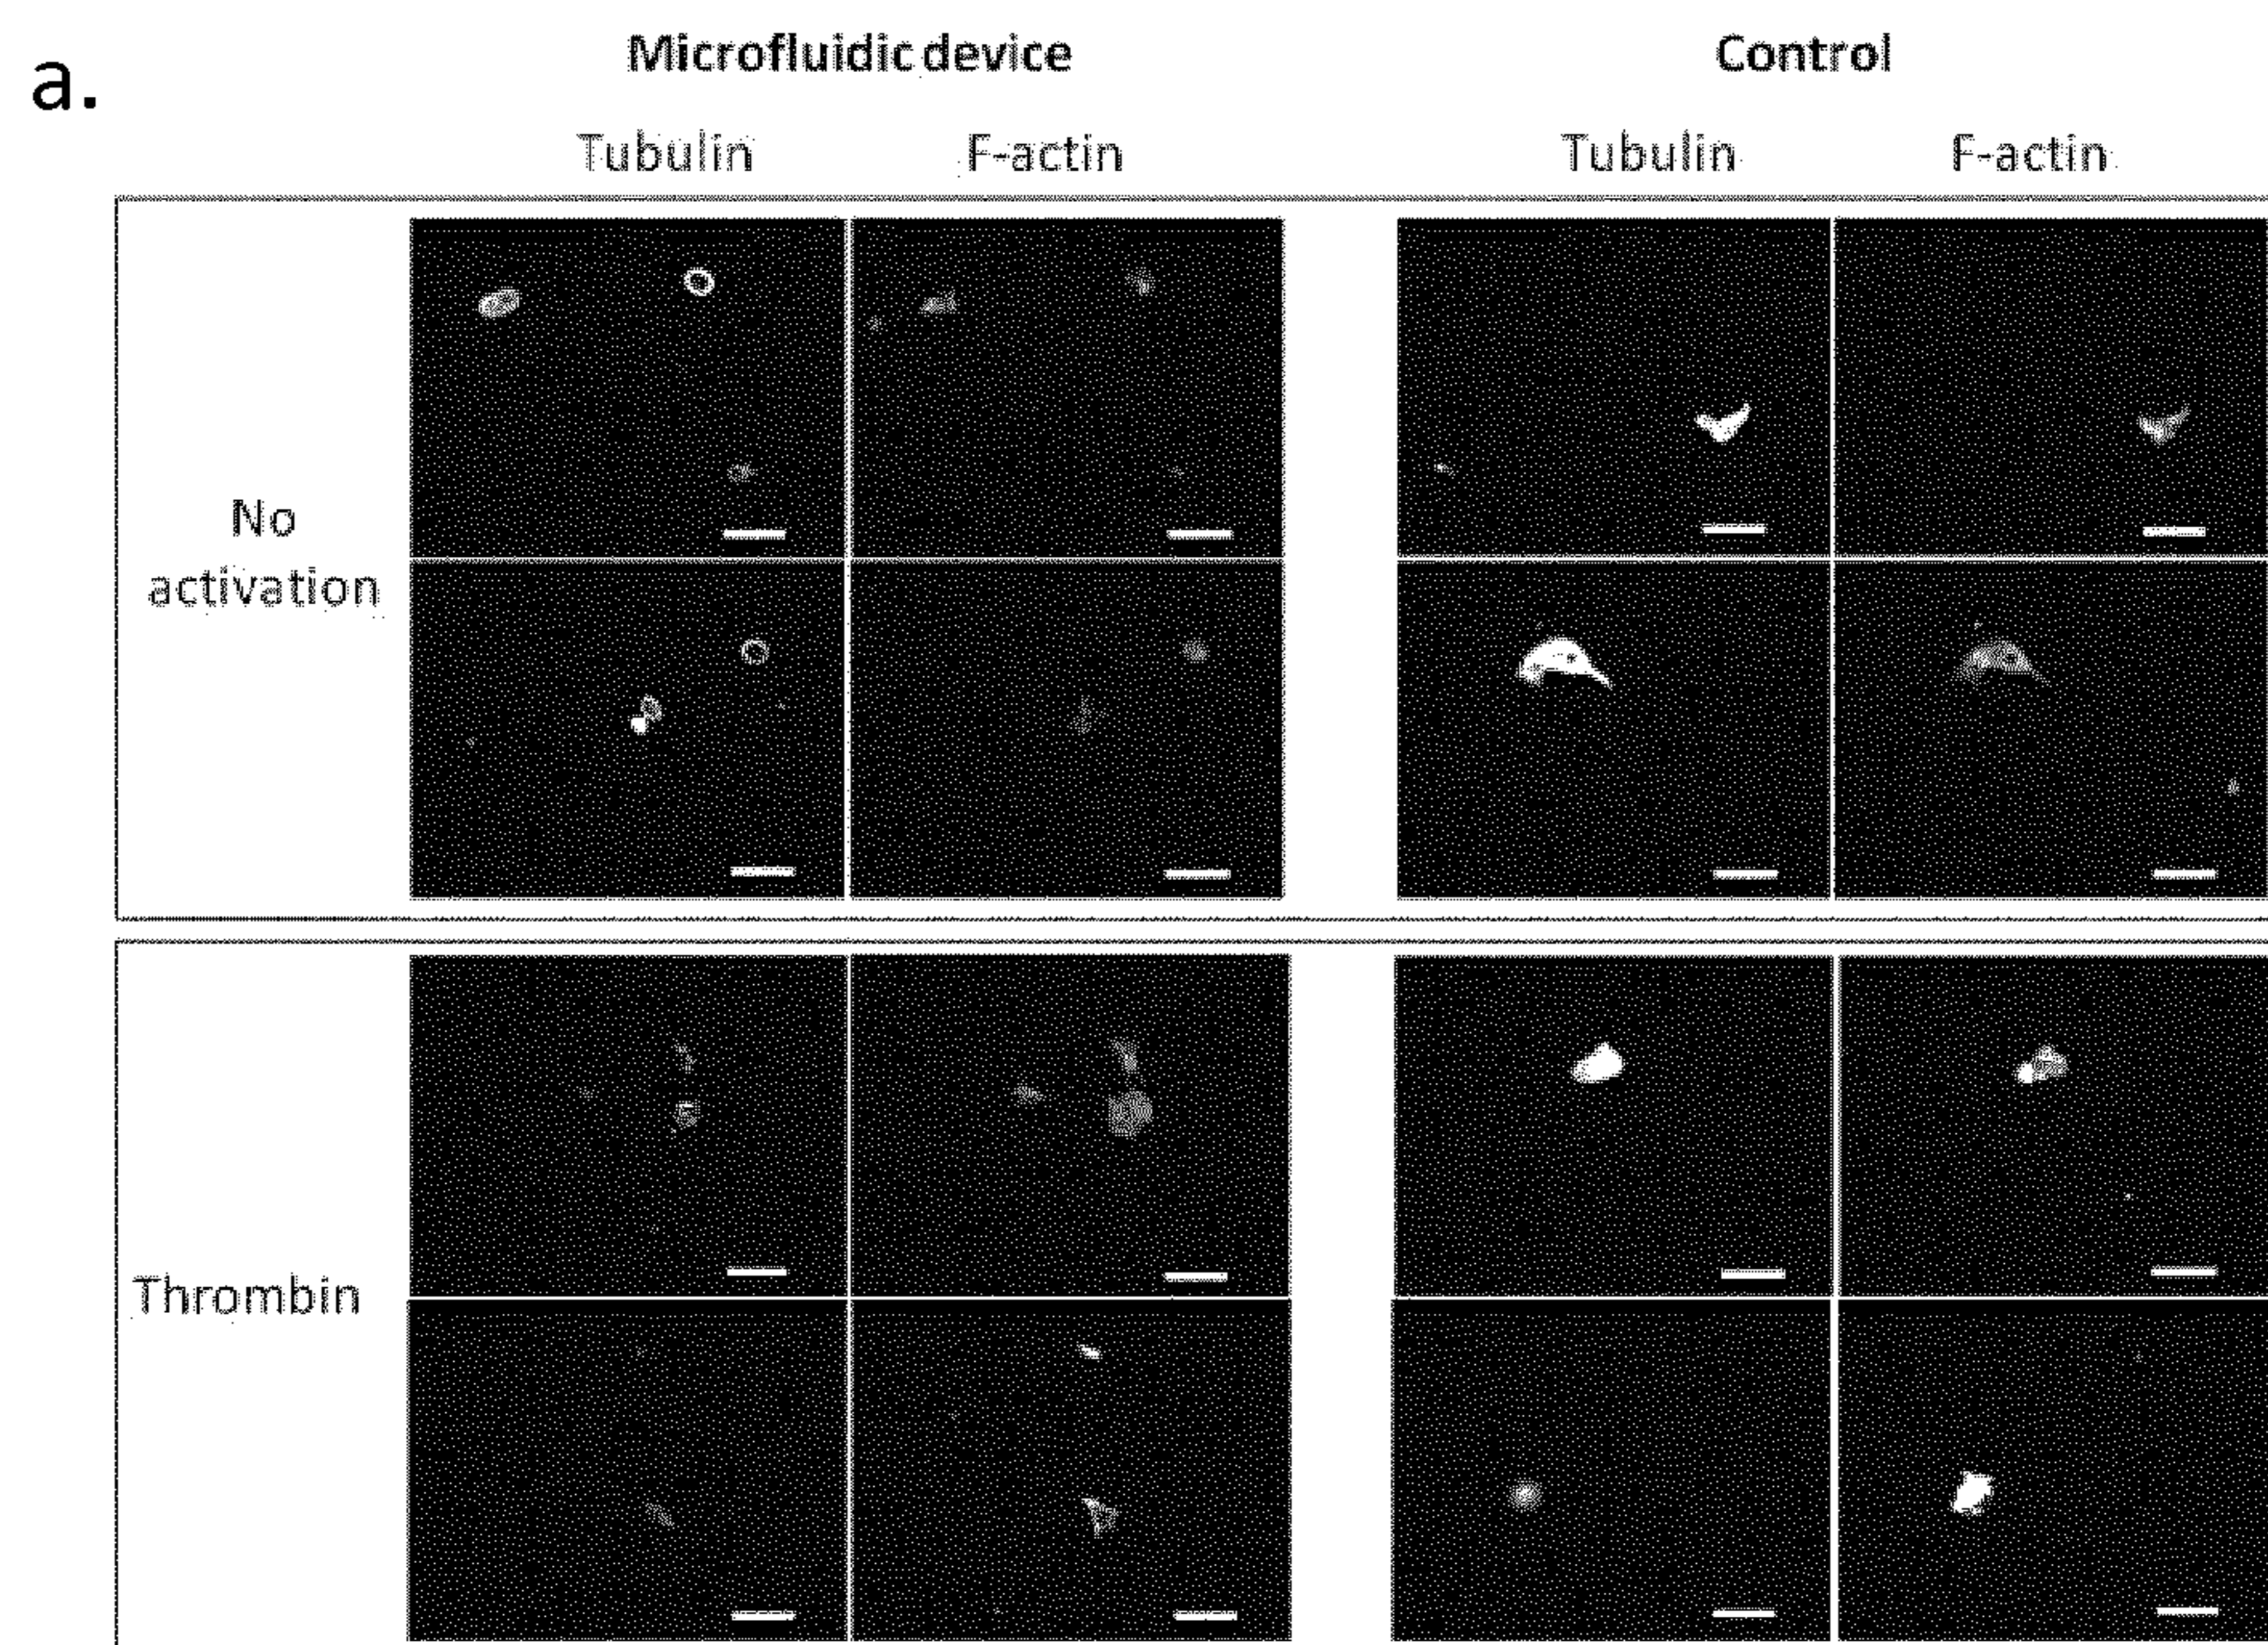 a.
Microfluidic device Control
Tubulin F-actin Tubulin F-actin
No
activation
Thrombin